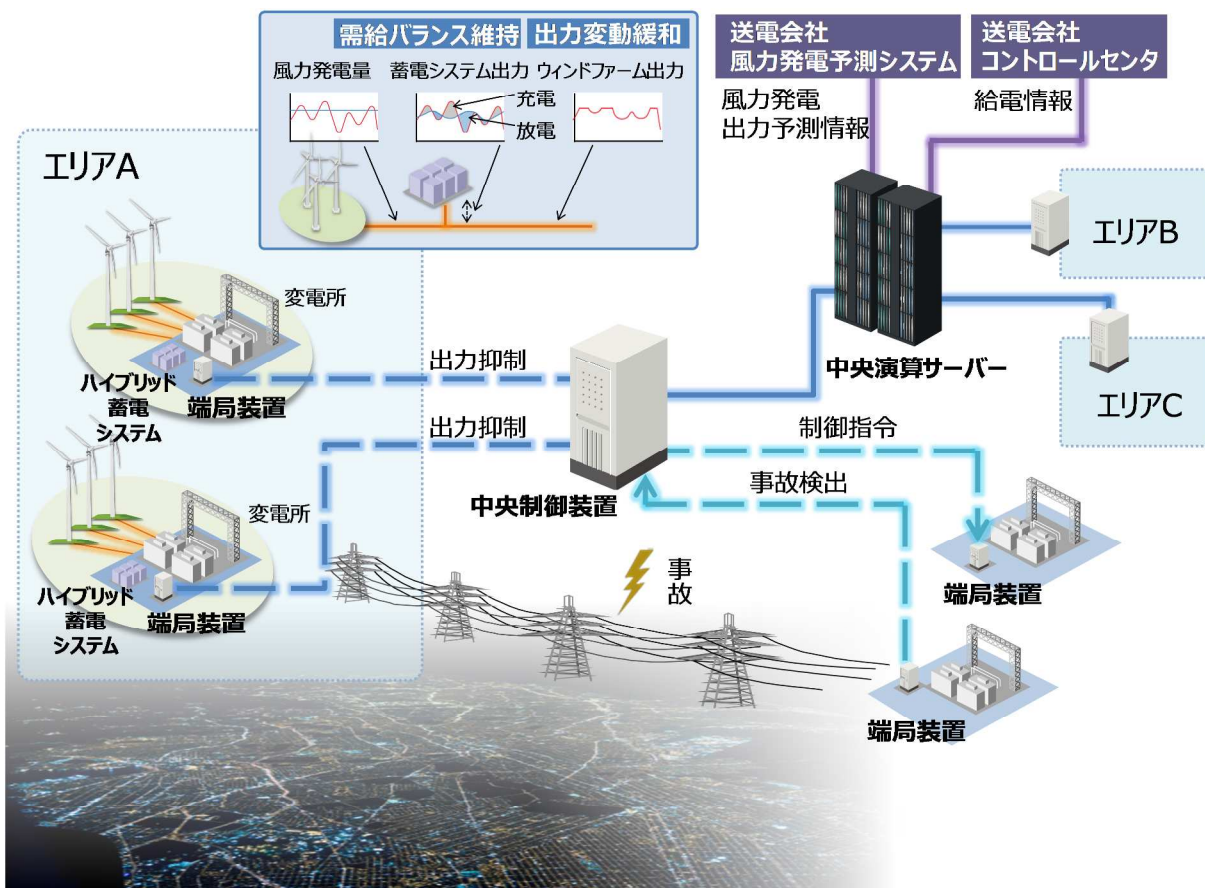 需給バランス維持
出力変動緩和
風力発電量
蓄電システム出力
ウィンドファーム出力
充電
放電
送電会社
風力発電予測システム
送電会社
コントロールセンタ
風力発電
出力予測情報
給電情報
エリアA
エリアB
エリアC
変電所
ハイブリッド
蓄電
システム
端局装置
出力抑制
中央演算サーバー
出力抑制
制御指令
事故検出
中央制御装置
変電所
ハイブリッド
蓄電
システム
端局装置
事故
端局装置
端局装置